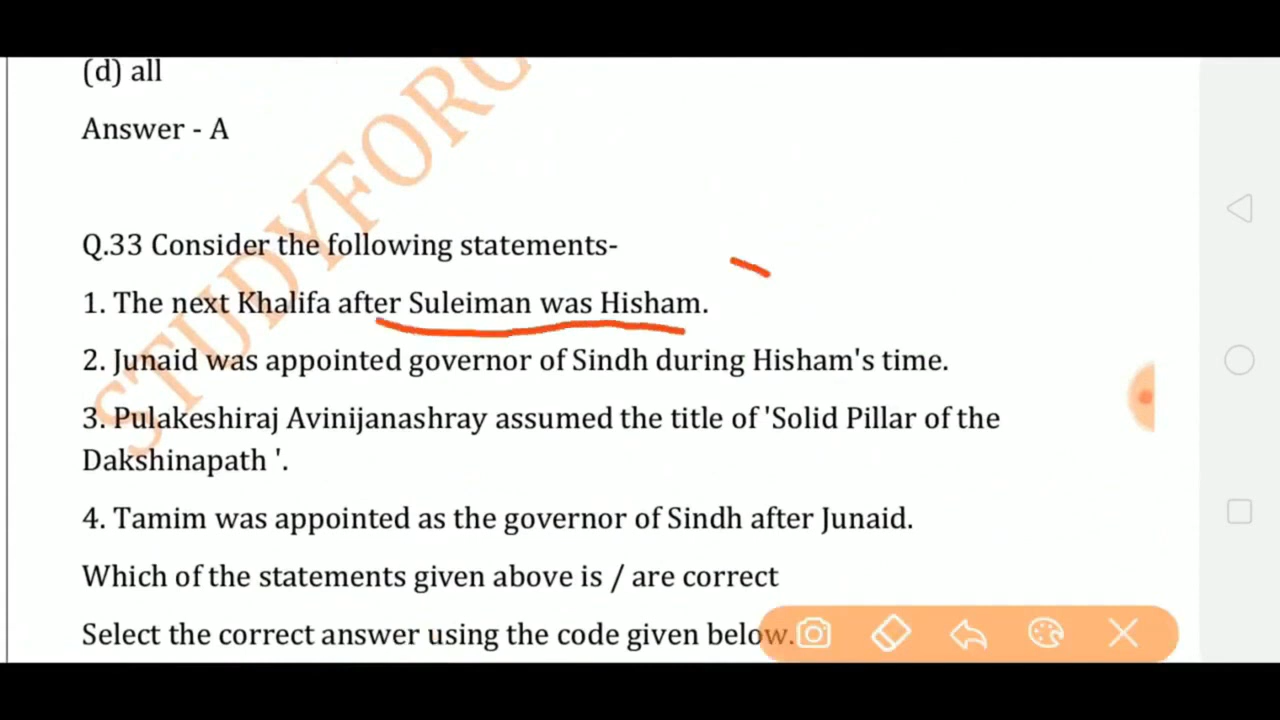 (d) all
Answer - A
Q.33 Consider the following statements-
1. The next Khalifa after Suleiman was Hisham.
2. Junaid was appointed governor of Sindh during Hisham's time.
3. Pulakeshiraj Avinijanashray assumed the title of 'Solid Pillar of the
Dakshinapath '.
4. Tamim was appointed as the governor of Sindh after Junaid.
Which of the statements given above is / are correct
Select the correct answer using the code given below.
STUDYFORC